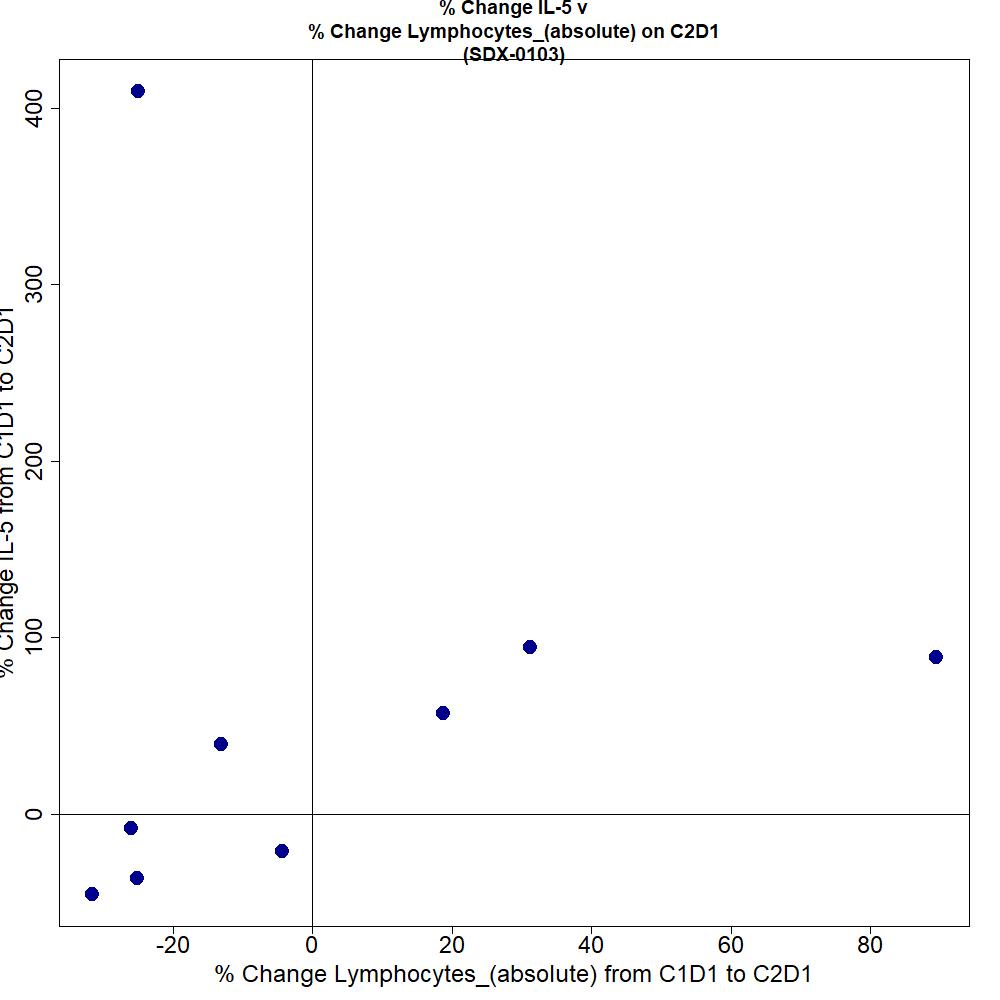 % Change IL-5 v
% Change Lymphocytes_(absolute) on C2D1
(SDX-0103)
% Change IL-5 from C1D1 to C2D1
400
300
200
100
0
-20
0
20
40
60
80
% Change Lymphocytes_(absolute) from C1D1 to C2D1